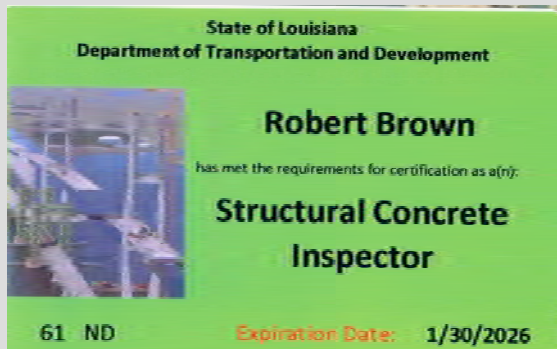 State of Louisiana
Department of Transportation and Development
Robert Brown
has met the requirements for certification as a(n):
Structural Concrete
Inspector
61 ND
Expiration Date: 1/30/2026